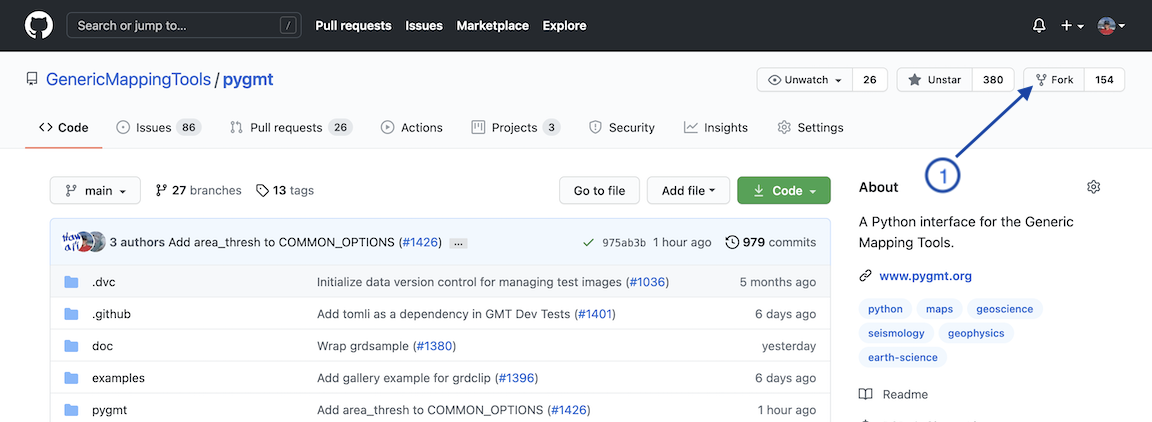 Search or jump to... /
Pull requests Issues Marketplace Explore
GenericMappingTools / pygmt
Unwatch 26 Unstar 380 Fork 154
Code Issues 86 Pull requests 26 Actions Projects 3 Security Insights Settings
1
main 27 branches 13 tags Go to file Add file Code
About
A Python interface for the Generic
Mapping Tools.
www.pygmt.org
python maps geoscience
seismology geophysics
earth-science
Readme
3 authors Add area_thresh to COMMON_OPTIONS (#1426) ... 975ab3b 1 hour ago 979 commits
.dvc Initialize data version control for managing test images (#1036) 5 months ago
.github Add tomli as a dependency in GMT Dev Tests (#1401) 6 days ago
doc Wrap grdsample (#1380) yesterday
examples Add gallery example for grdclip (#1396) 6 days ago
pygmt Add area_thresh to COMMON_OPTIONS (#1426) 1 hour ago